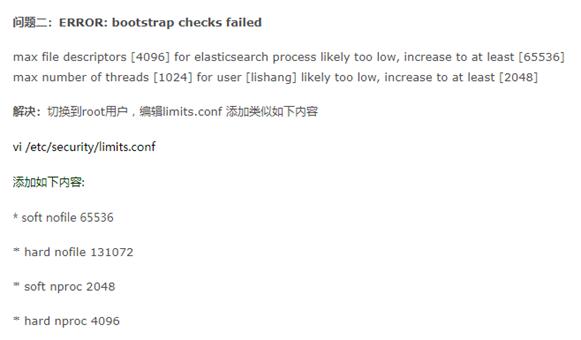 问题二：ERROR: bootstrap checks failed
max file descriptors [4096] for elasticsearch process likely too low, increase to at least [65536]
max number of threads [1024] for user [lishang] likely too low, increase to at least [2048]
解决：切换到root用户，编辑limits.conf 添加类似如下内容
vi /etc/security/limits.conf
添加如下内容:
* soft nofile 65536
* hard nofile 131072
* soft nproc 2048
* hard nproc 4096